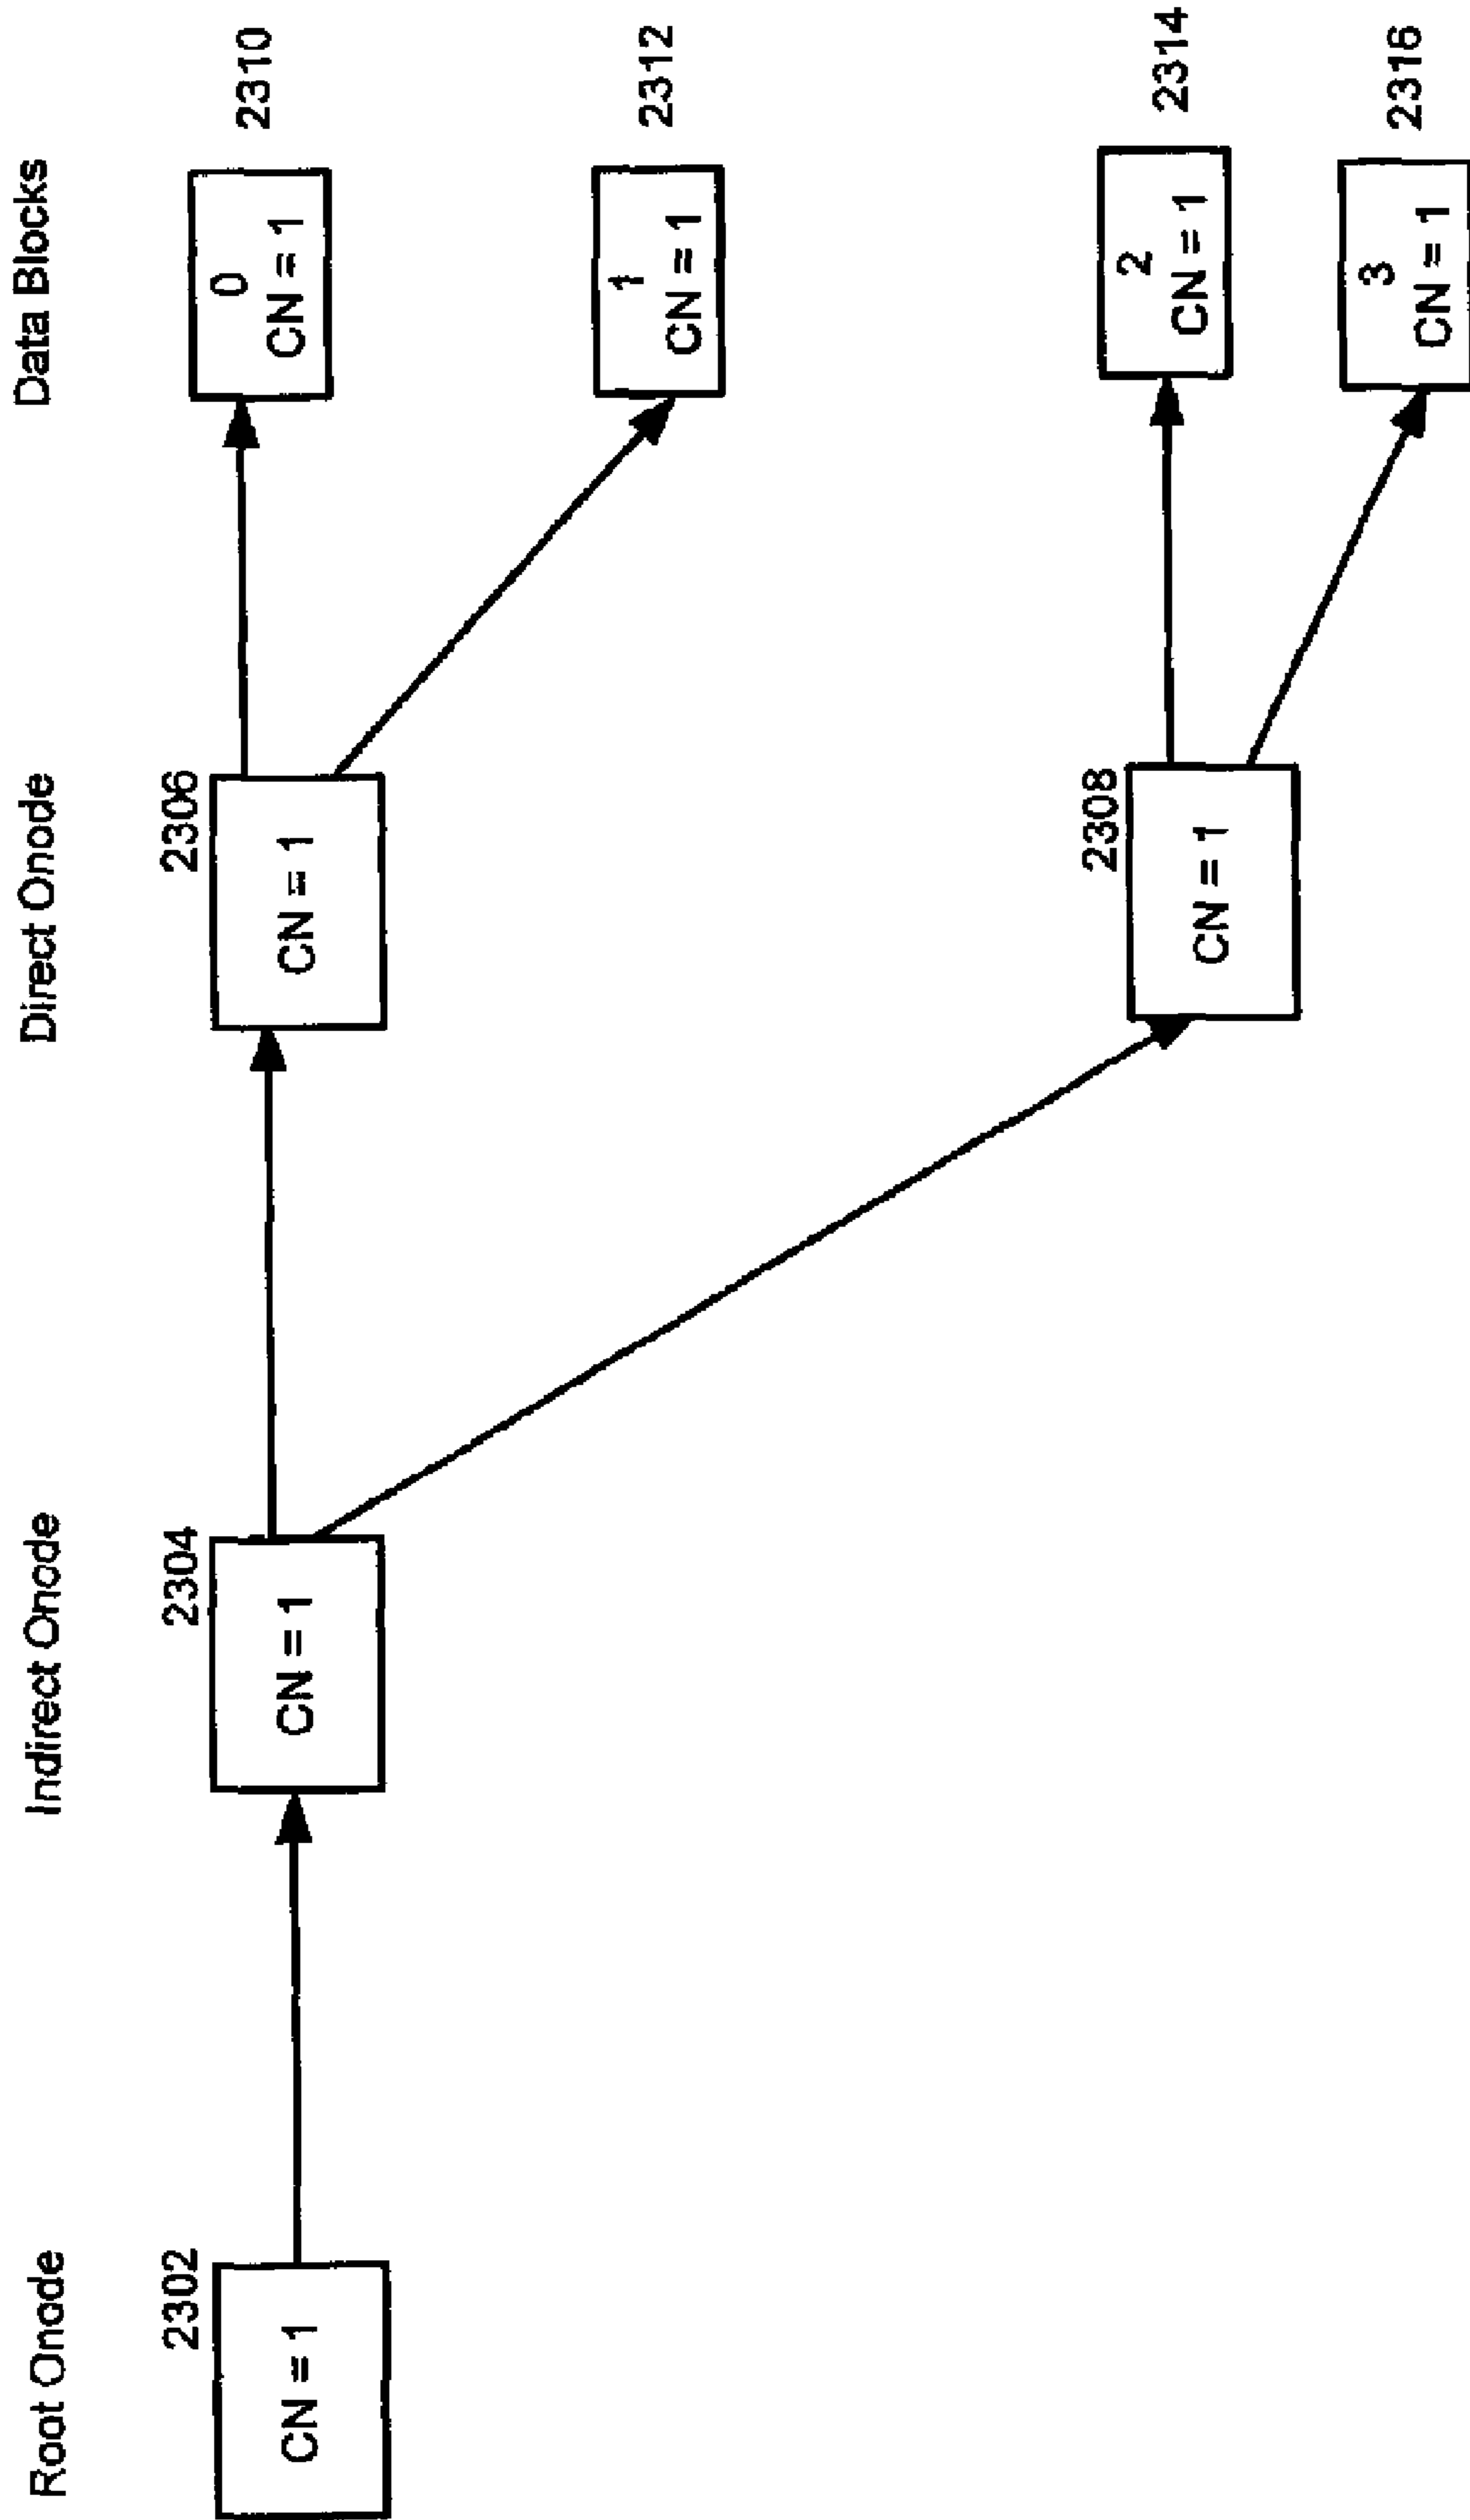 Root Onode
Indirect Onode
Direct Onode
Data Blocks
2302
CN = 1
2304
CN = 1
2306
CN = 1
0
CN = 1
2310
1
CN = 1
2312
2308
CN = 1
2
CN = 1
2314
3
CN = 1
2316